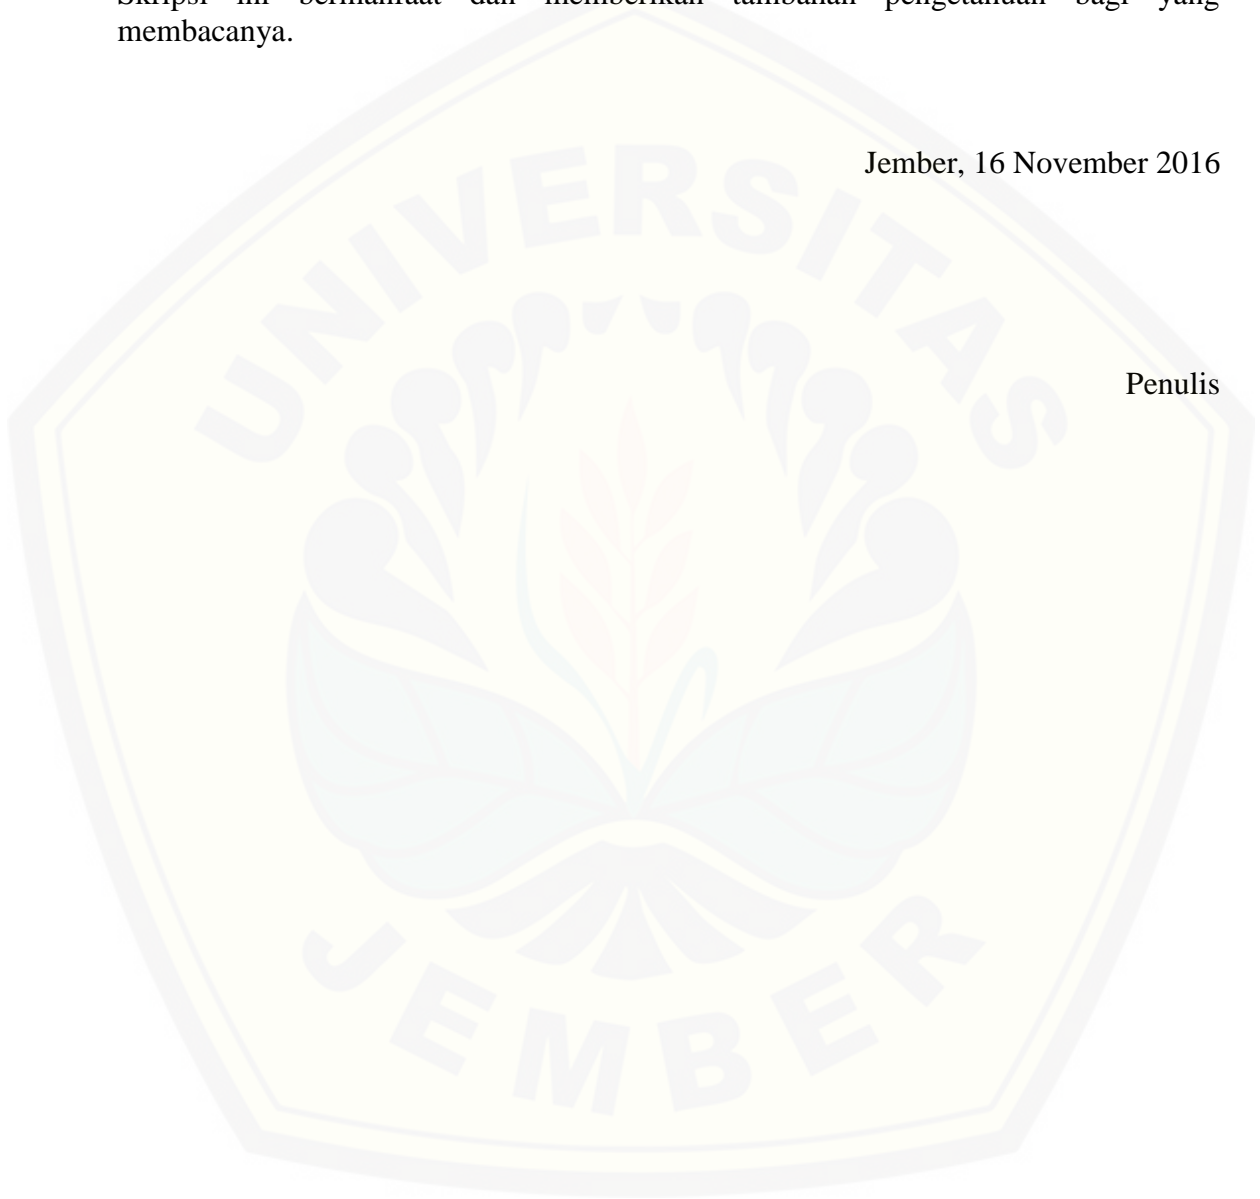 Skripsi ini bermanfaat dan memberikan tambahan pengetahuan bagi yang
membacanya.
Jember, 16 November 2016
UNIVERSITAS
Penulis
JEMBER